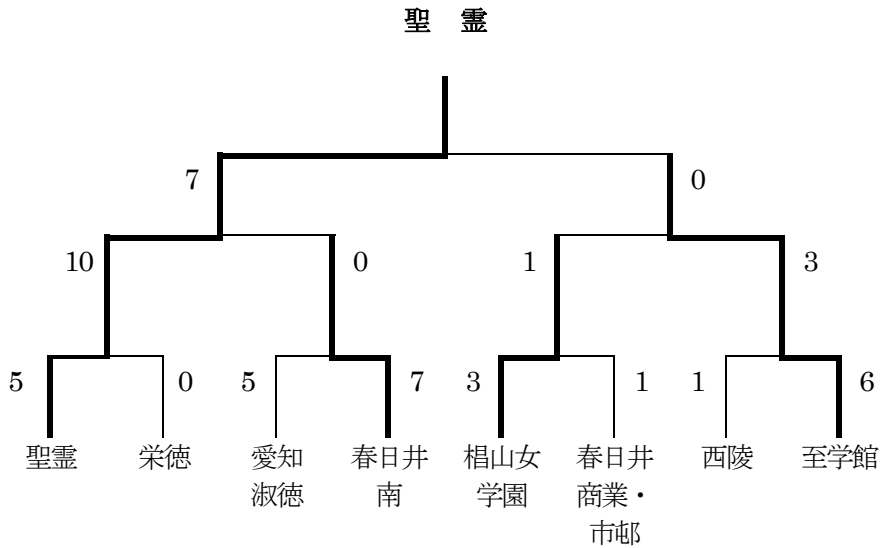 聖 霊
7 0
10 0 1 3
5 0 5 7 3 1 1 6
聖霊 栄徳 愛知 春日井 椙山女 春日井 西陵 至学館
淑徳 南 学園 商業・
市邨